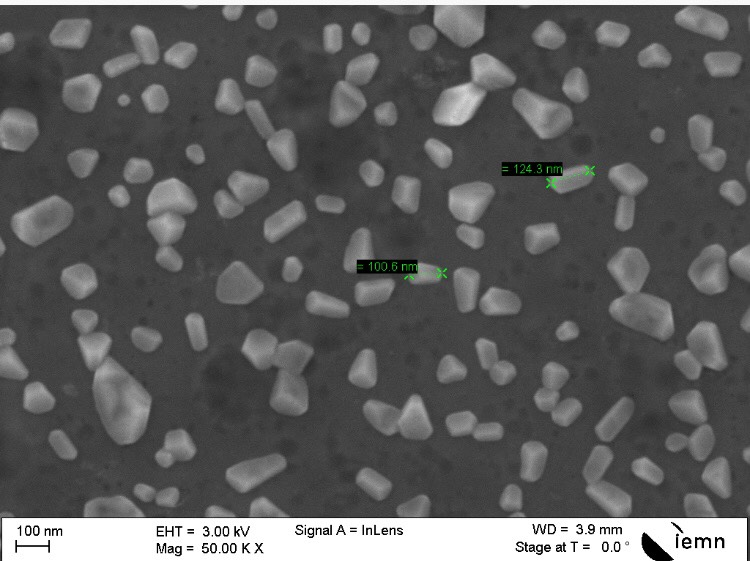 = 124.3 nm
= 100.6 nm
100 nm
EHT = 3.00 kV
Signal A = InLens
WD = 3.9 mm
Mag = 50.00 K X
Stage at T = 0.0 °
iemn